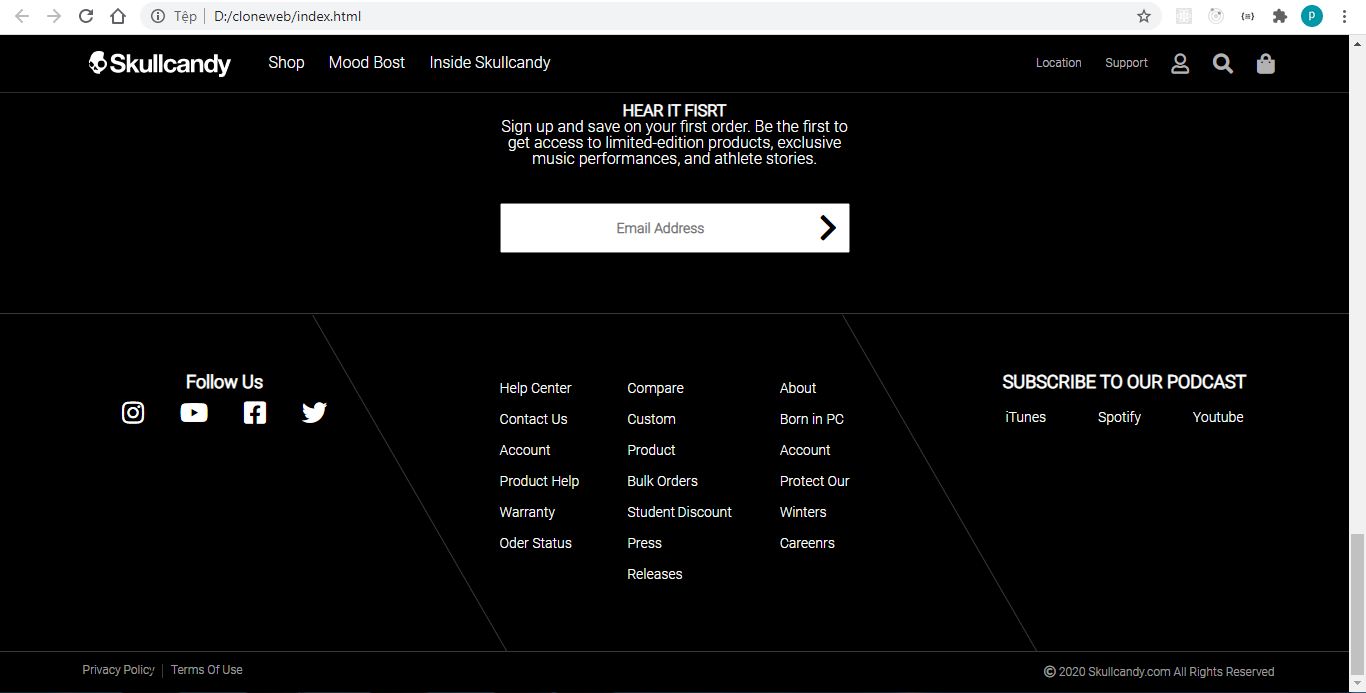 Tệp D:/cloneweb/index.html
P
Skullcandy Shop Mood Bost Inside Skullcandy Location Support
HEAR IT FISRT
Sign up and save on your first order. Be the first to
get access to limited-edition products, exclusive
music performances, and athlete stories.
Email Address
Follow Us
Help Center
Contact Us
Account
Product Help
Warranty
Oder Status
Compare
Custom
Product
Bulk Orders
Student Discount
Press
Releases
About
Born in PC
Account
Protect Our
Winters
Careenrs
SUBSCRIBE TO OUR PODCAST
iTunes Spotify Youtube
Privacy Policy Terms Of Use
© 2020 Skullcandy.com All Rights Reserved